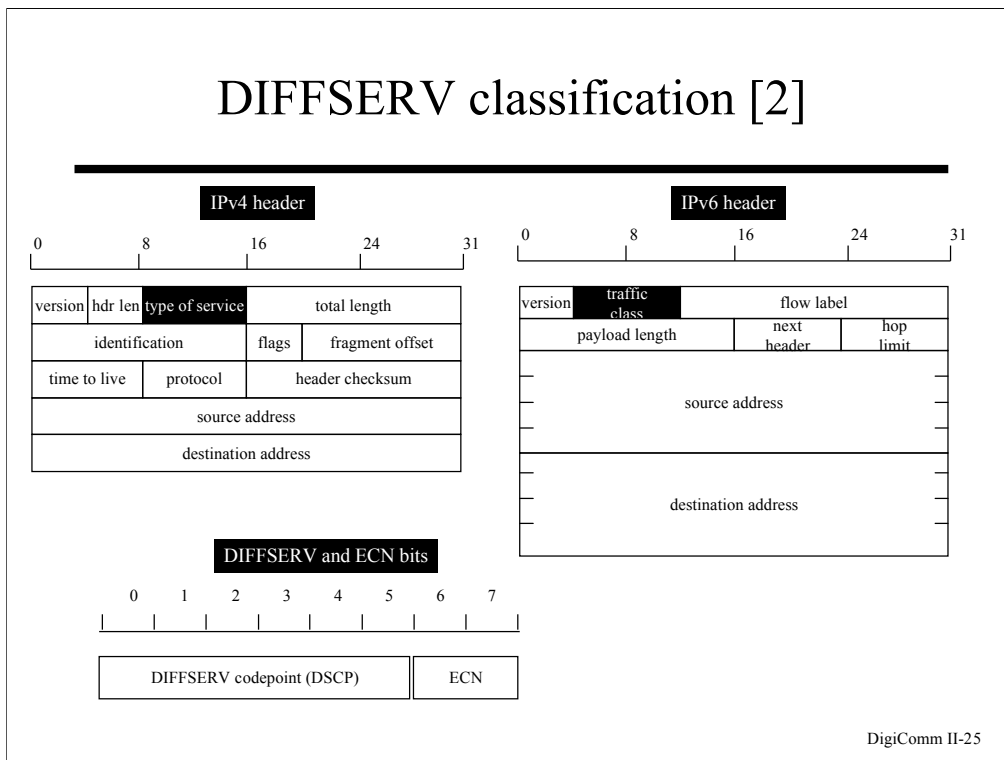 DIFFSERV classification [2]
IPv4 header
0 8 16 24 31
version hdr len type of service total length
identification flags fragment offset
time to live protocol header checksum
source address
destination address
IPv6 header
0 8 16 24 31
version traffic class flow label
payload length next header hop limit
source address
destination address
DIFFSERV and ECN bits
0 1 2 3 4 5 6 7
DIFFSERV codepoint (DSCP) ECN
DigiComm II-25